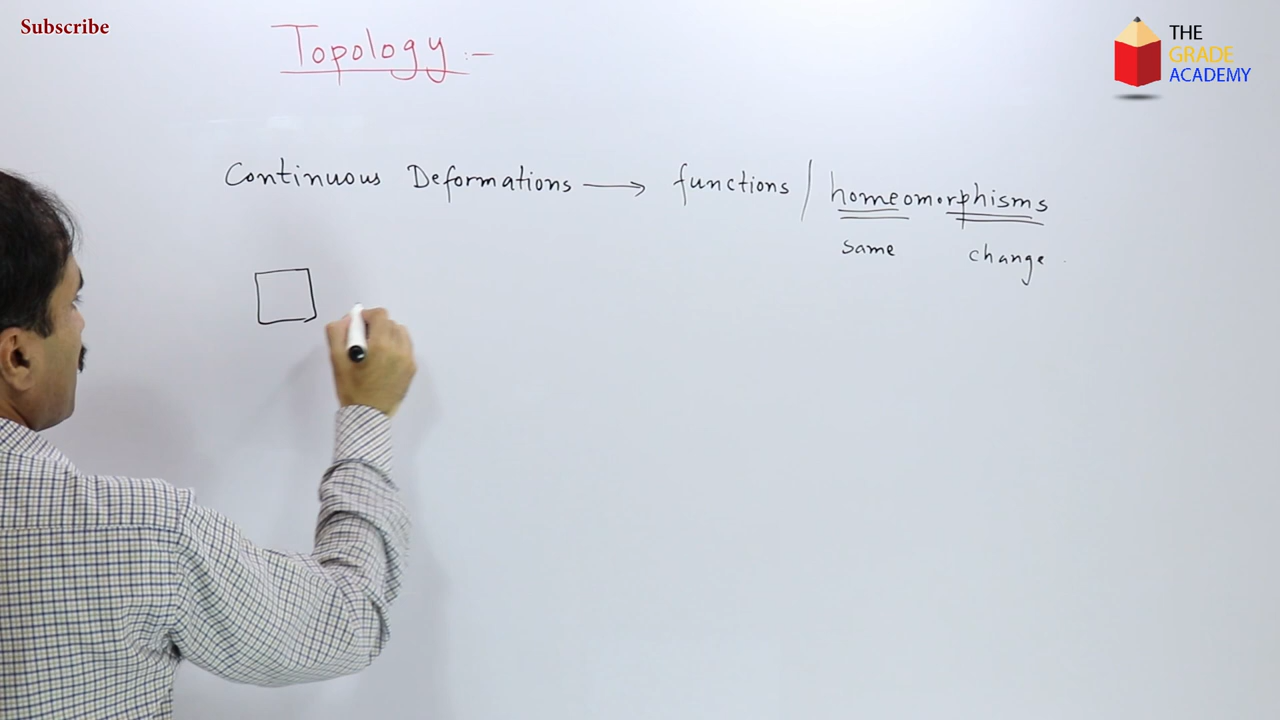 Subscribe
Topology :-
THE
GRADE
ACADEMY
Continuous Deformations → functions / homeomorphisms
same change.